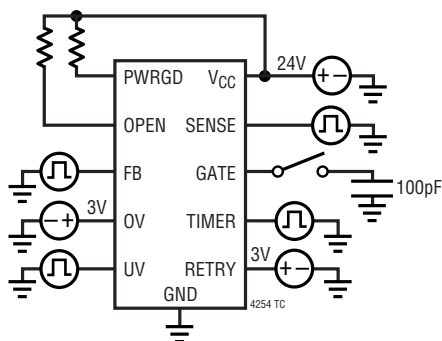 24V
PWRGD VCC
OPEN SENSE
FB GATE
100pF
3V OV TIMER
3V
UV RETRY
GND
4254 TC